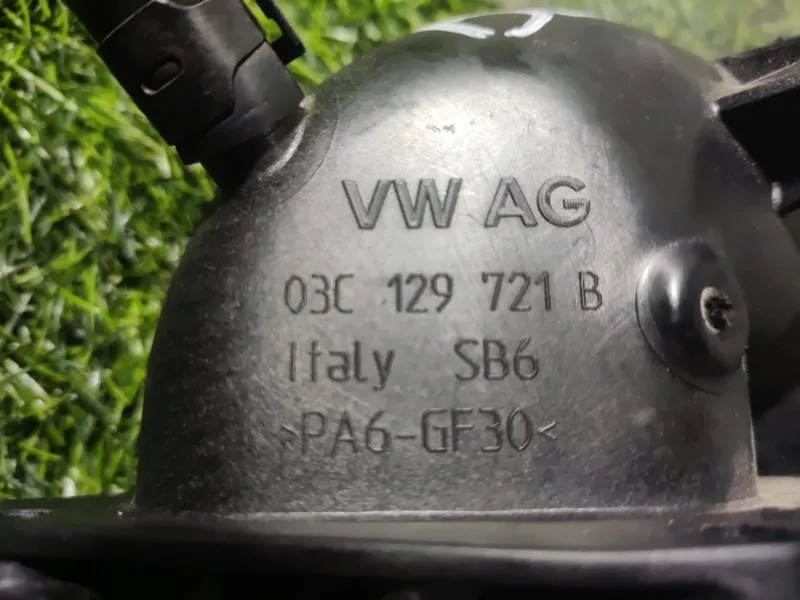 VW AG
03C 129 721 B
Italy SB6
>PA6-GF30<